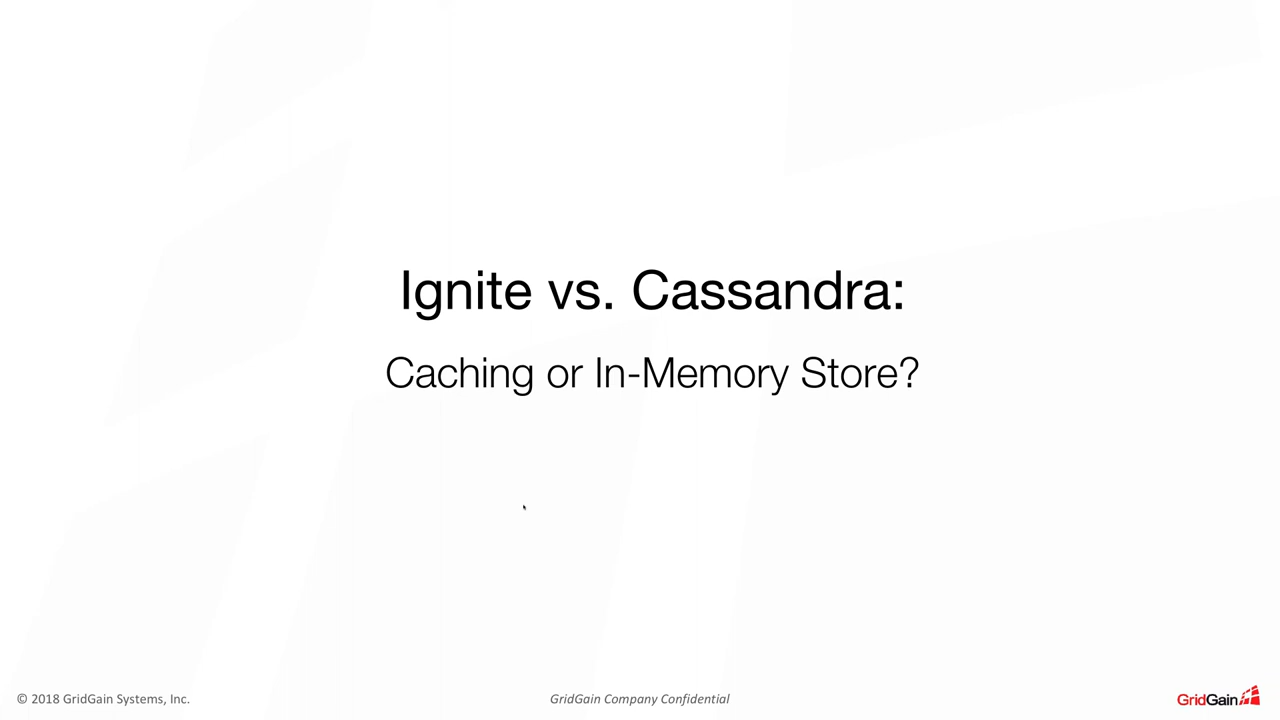 Ignite vs. Cassandra:
Caching or In-Memory Store?
© 2018 GridGain Systems, Inc.
GridGain Company Confidential
GridGain